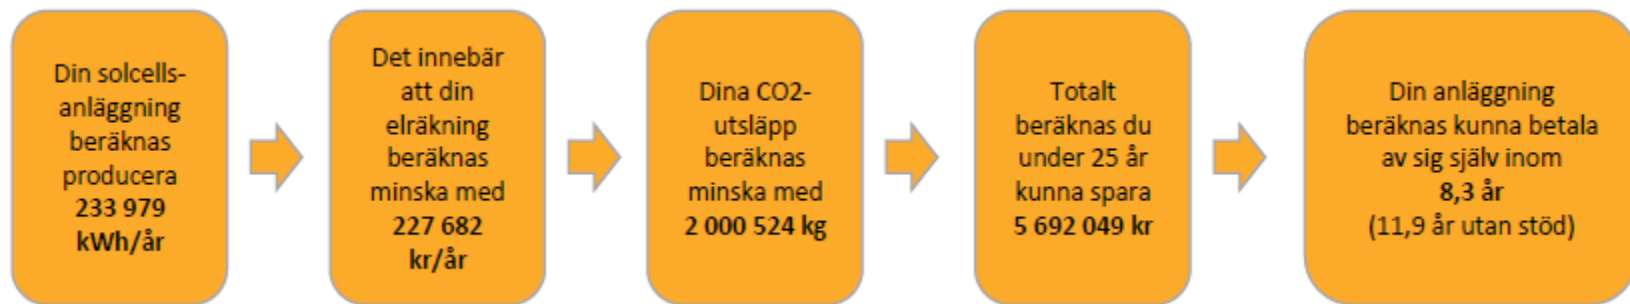 Din solcells-
anläggning
beräknas
producera
233 979
kWh/år
Det innebär
att din
elräkning
beräknas
minska med
227 682
kr/år
Dina CO2-
utsläpp
beräknas
minska med
2 000 524 kg
Totalt
beräknas du
under 25 år
kunna spara
5 692 049 kr
Din anläggning
beräknas kunna betala
av sig själv inom
8,3 år
(11,9 år utan stöd)